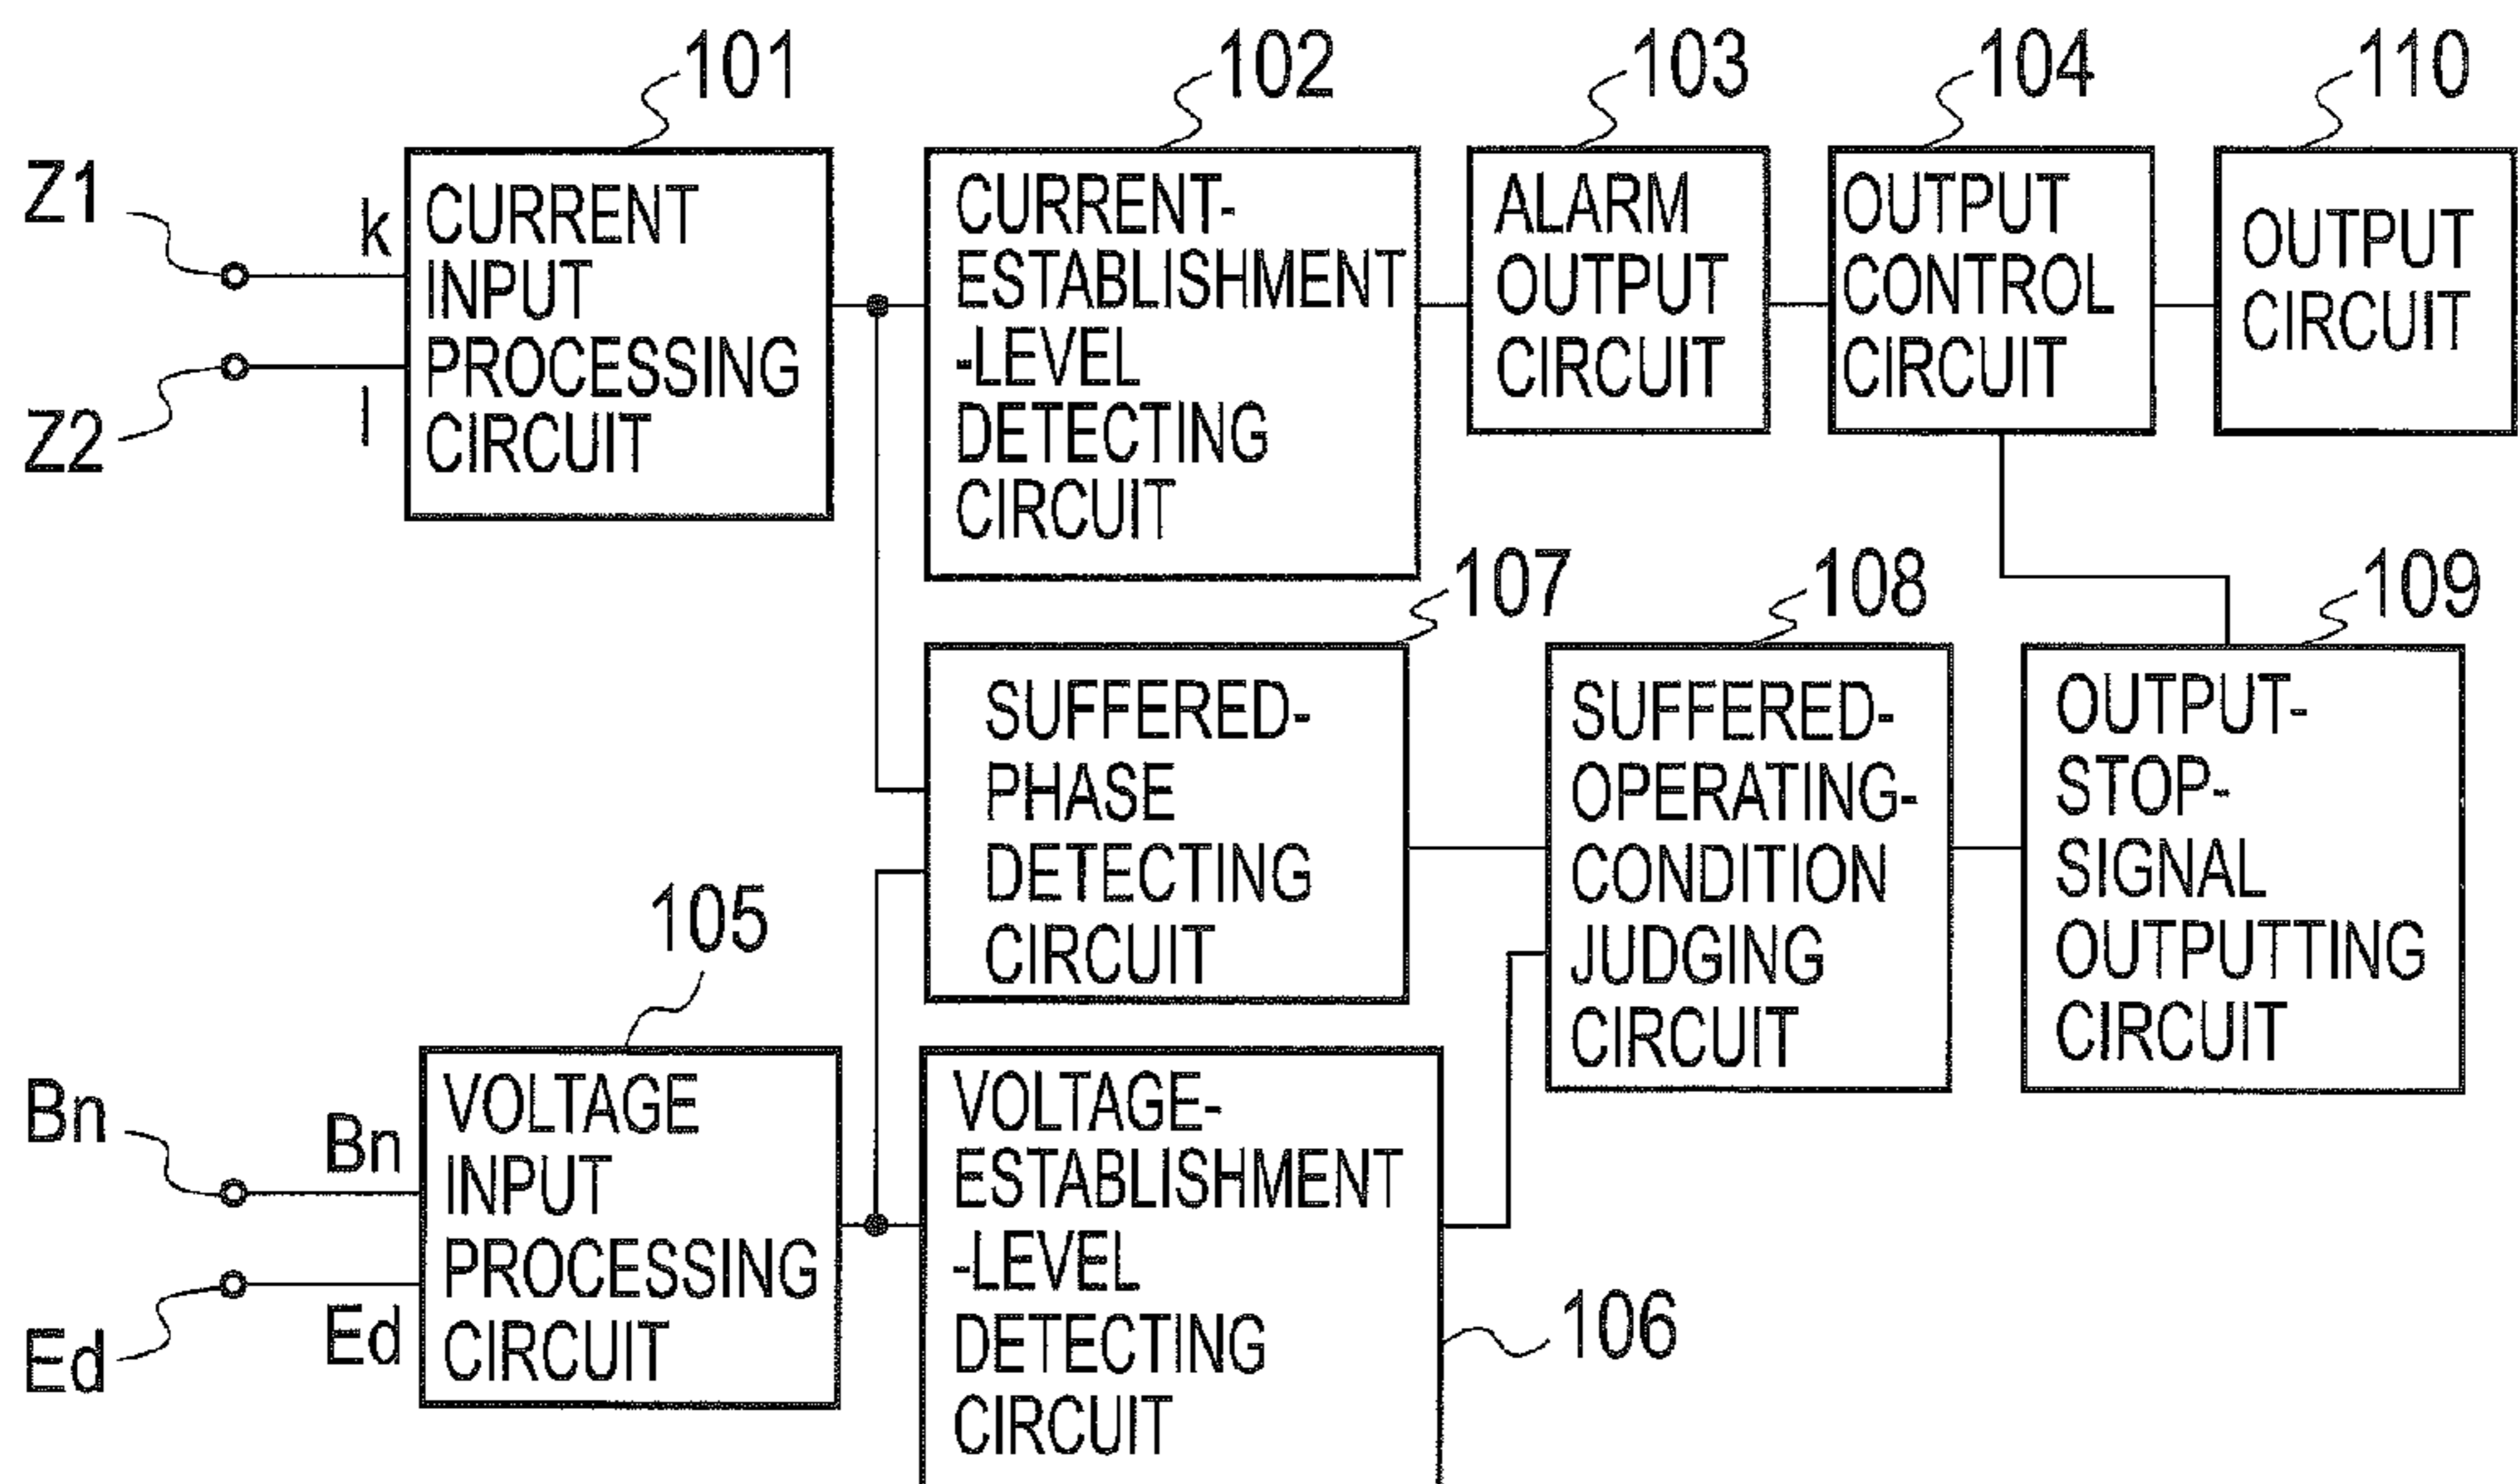 101
102
103
104
110
Z1
Z2
k
l
CURRENT
INPUT
PROCESSING
CIRCUIT
CURRENT-
ESTABLISHMENT
-LEVEL
DETECTING
CIRCUIT
ALARM
OUTPUT
CIRCUIT
OUTPUT
CONTROL
CIRCUIT
OUTPUT
CIRCUIT
107
108
109
SUFFERED-
PHASE
DETECTING
CIRCUIT
SUFFERED-
OPERATING-
CONDITION
JUDGING
CIRCUIT
OUTPUT-
STOP-
SIGNAL
OUTPUTTING
CIRCUIT
105
Bn
Ed
Bn
Ed
VOLTAGE
INPUT
PROCESSING
CIRCUIT
VOLTAGE-
ESTABLISHMENT
-LEVEL
DETECTING
CIRCUIT
106